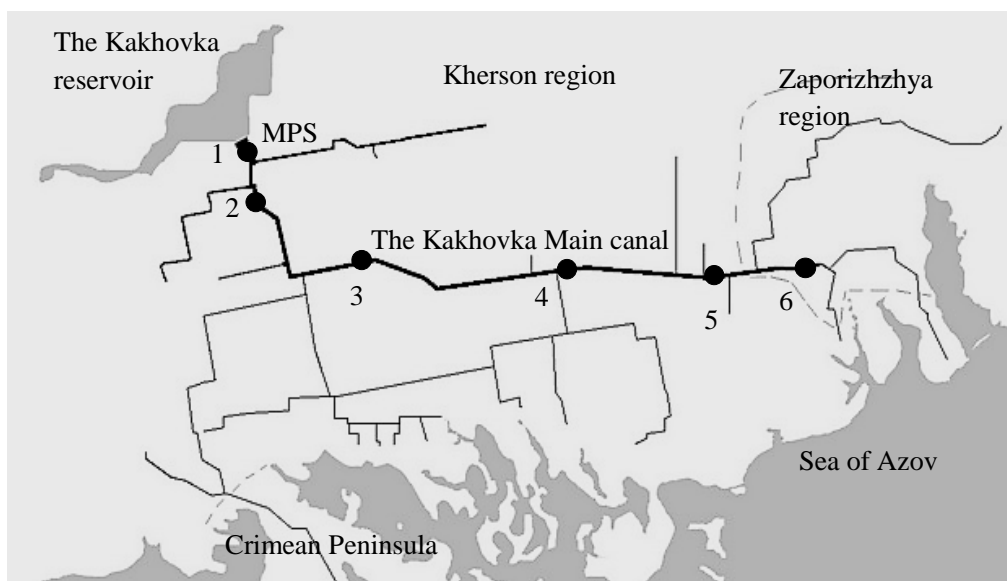 The Kakhovka
reservoir
Kherson region
Zaporizhzhya
region
MPS
1
2
The Kakhovka Main canal
3
4
5
6
Sea of Azov
Crimean Peninsula